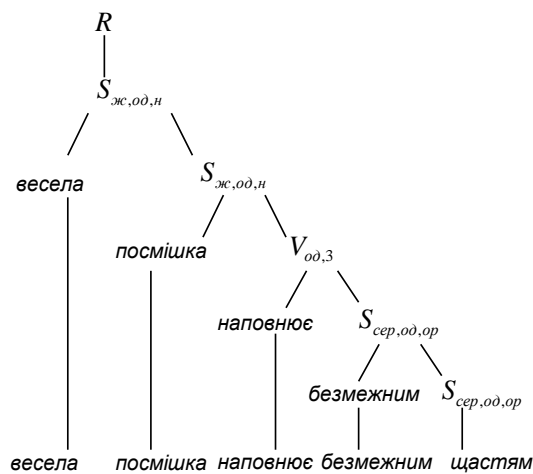 R
S ж,од,н
весела S ж,од,н
посмішка V од,3
наповнює S сер,од,ор
безмежним S сер,од,ор
весела посмішка наповнює безмежним щастям